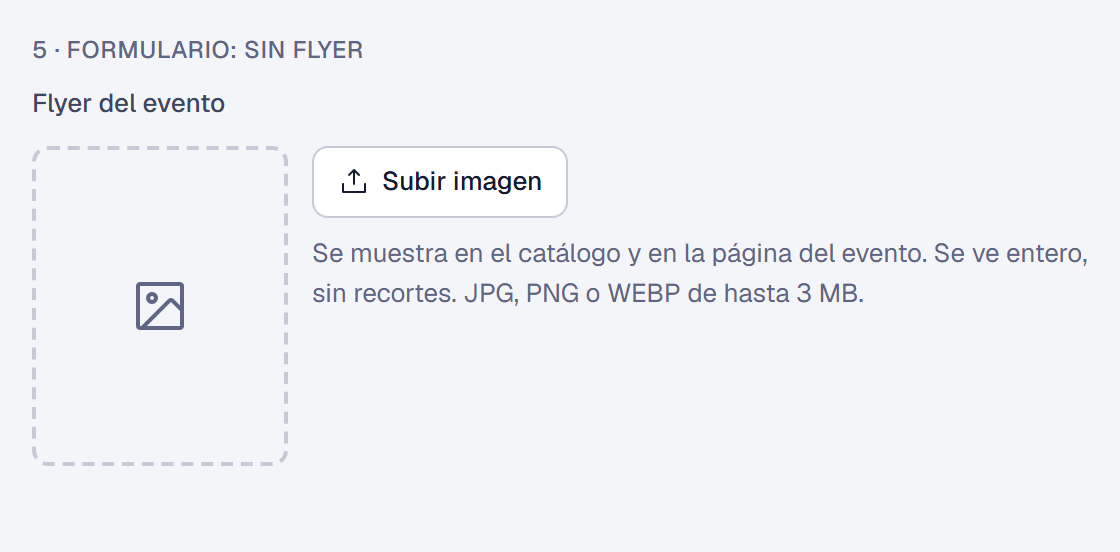 5 · FORMULARIO: SIN FLYER
Flyer del evento
Subir imagen
Se muestra en el catálogo y en la página del evento. Se ve entero,
sin recortes. JPG, PNG o WEBP de hasta 3 MB.